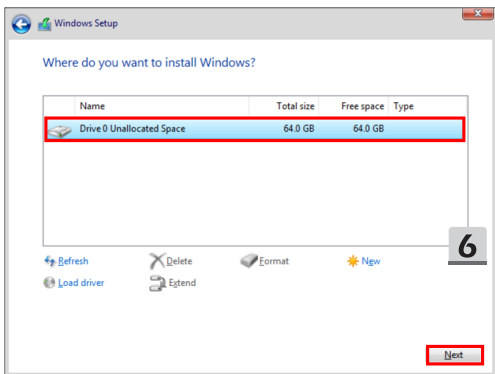 Windows Setup
Where do you want to install Windows?
Name Total size Free space Type
Drive 0 Unallocated Space 64.0 GB 64.0 GB
Refresh Delete Format New
6
Load driver Extend
Next